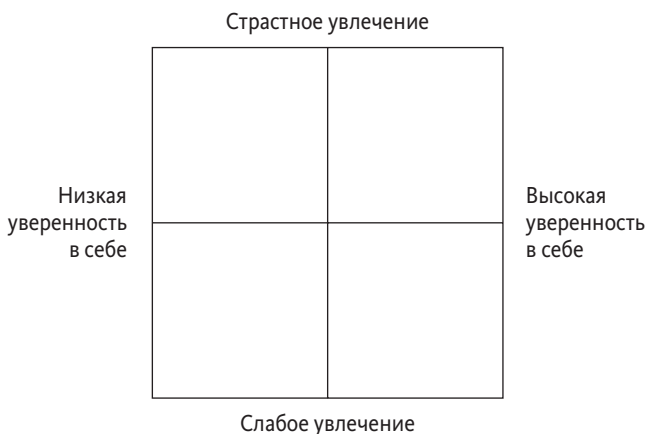 Страстное увлечение
Низкая
уверенность
в себе
Высокая
уверенность
в себе
Слабое увлечение